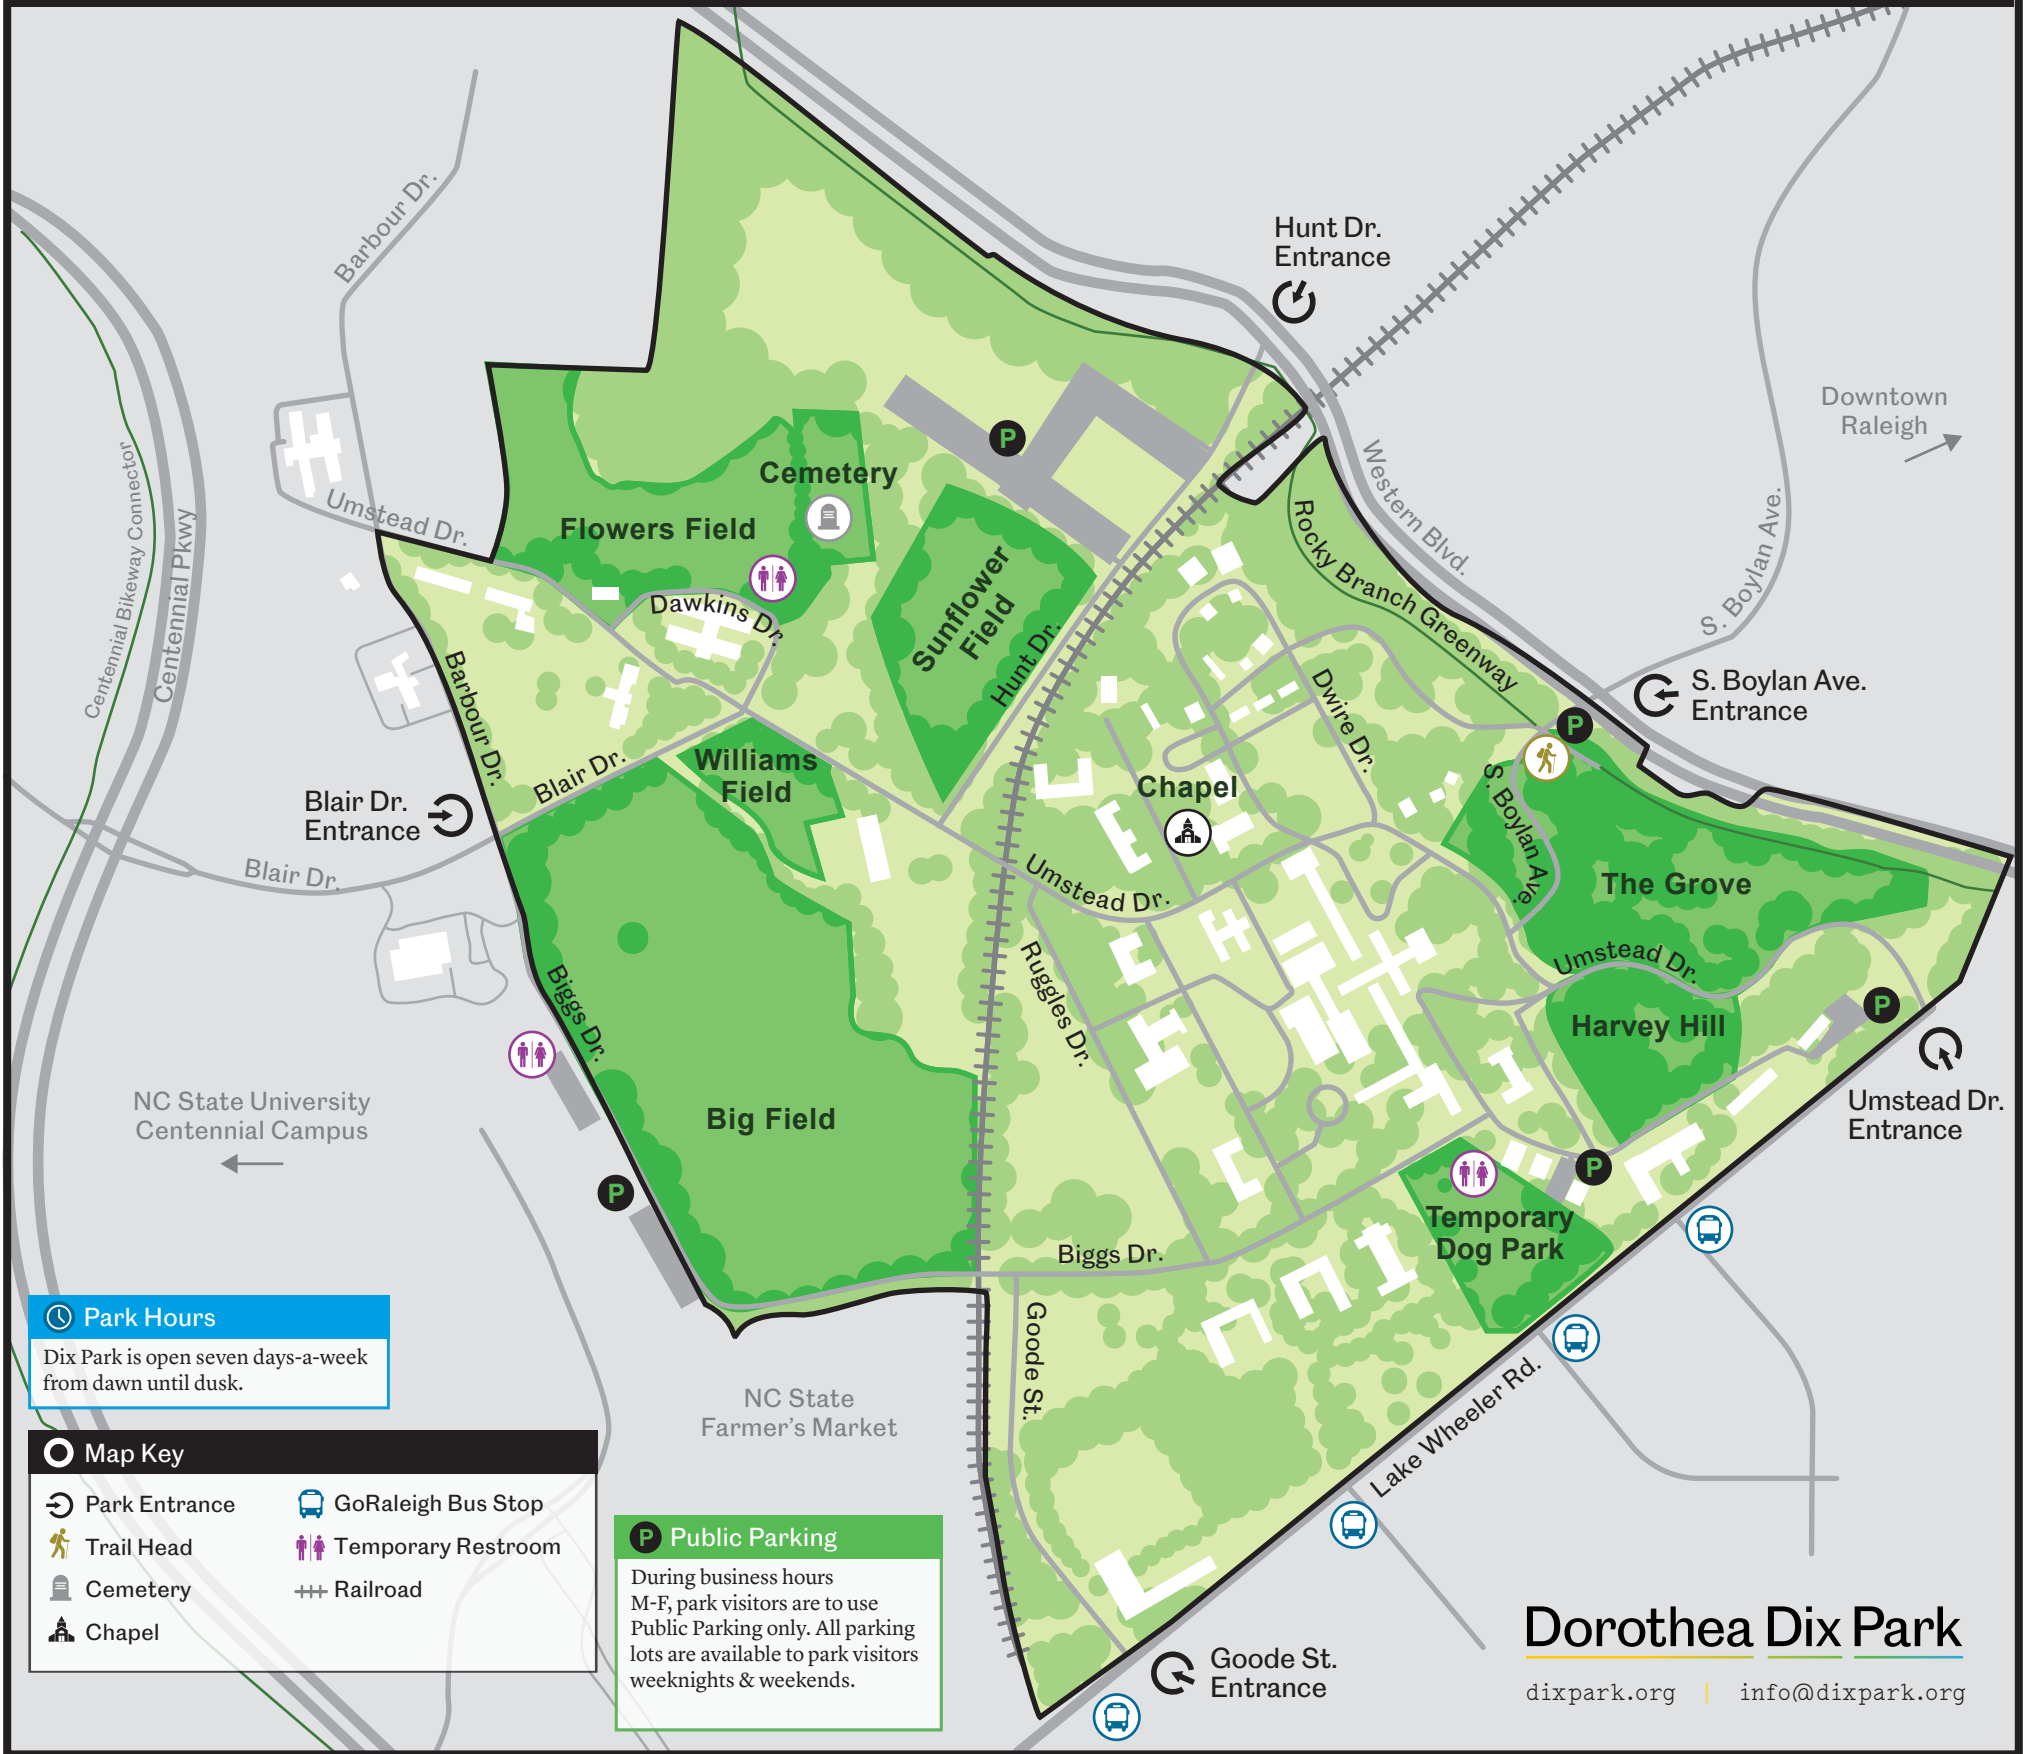 Hunt Dr.
Entrance
Barbour Dr.
Downtown
Raleigh
Centennial Bikeway Connector
Centennial Pkwy
Umstead Dr.
Cemetery
Flowers Field
Western Blvd.
Rocky Branch Greenway
S. Boylan Ave.
Dawkins Dr.
Sunflower
Field
Hunt Dr.
Dwire Dr.
S. Boylan Ave.
Entrance
Barbour Dr.
Blair Dr.
Williams
Field
Chapel
S. Boylan Ave.
Blair Dr.
Entrance
Blair Dr.
Umstead Dr.
The Grove
Umstead Dr.
Ruggles Dr.
Biggs Dr.
Harvey Hill
NC State University
Centennial Campus
Big Field
Umstead Dr.
Entrance
Temporary
Dog Park
Biggs Dr.
Goode St.
Lake Wheeler Rd.
NC State
Farmer's Market
Goode St.
Entrance
P
P
P
P
P
Park Hours
Dix Park is open seven days-a-week
from dawn until dusk.
Map Key
Park Entrance
Trail Head
Cemetery
Chapel
GoRaleigh Bus Stop
Temporary Restroom
Railroad
P Public Parking
During business hours
M-F, park visitors are to use
Public Parking only. All parking
lots are available to park visitors
weeknights & weekends.
Dorothea Dix Park
dixpark.org | info@dixpark.org